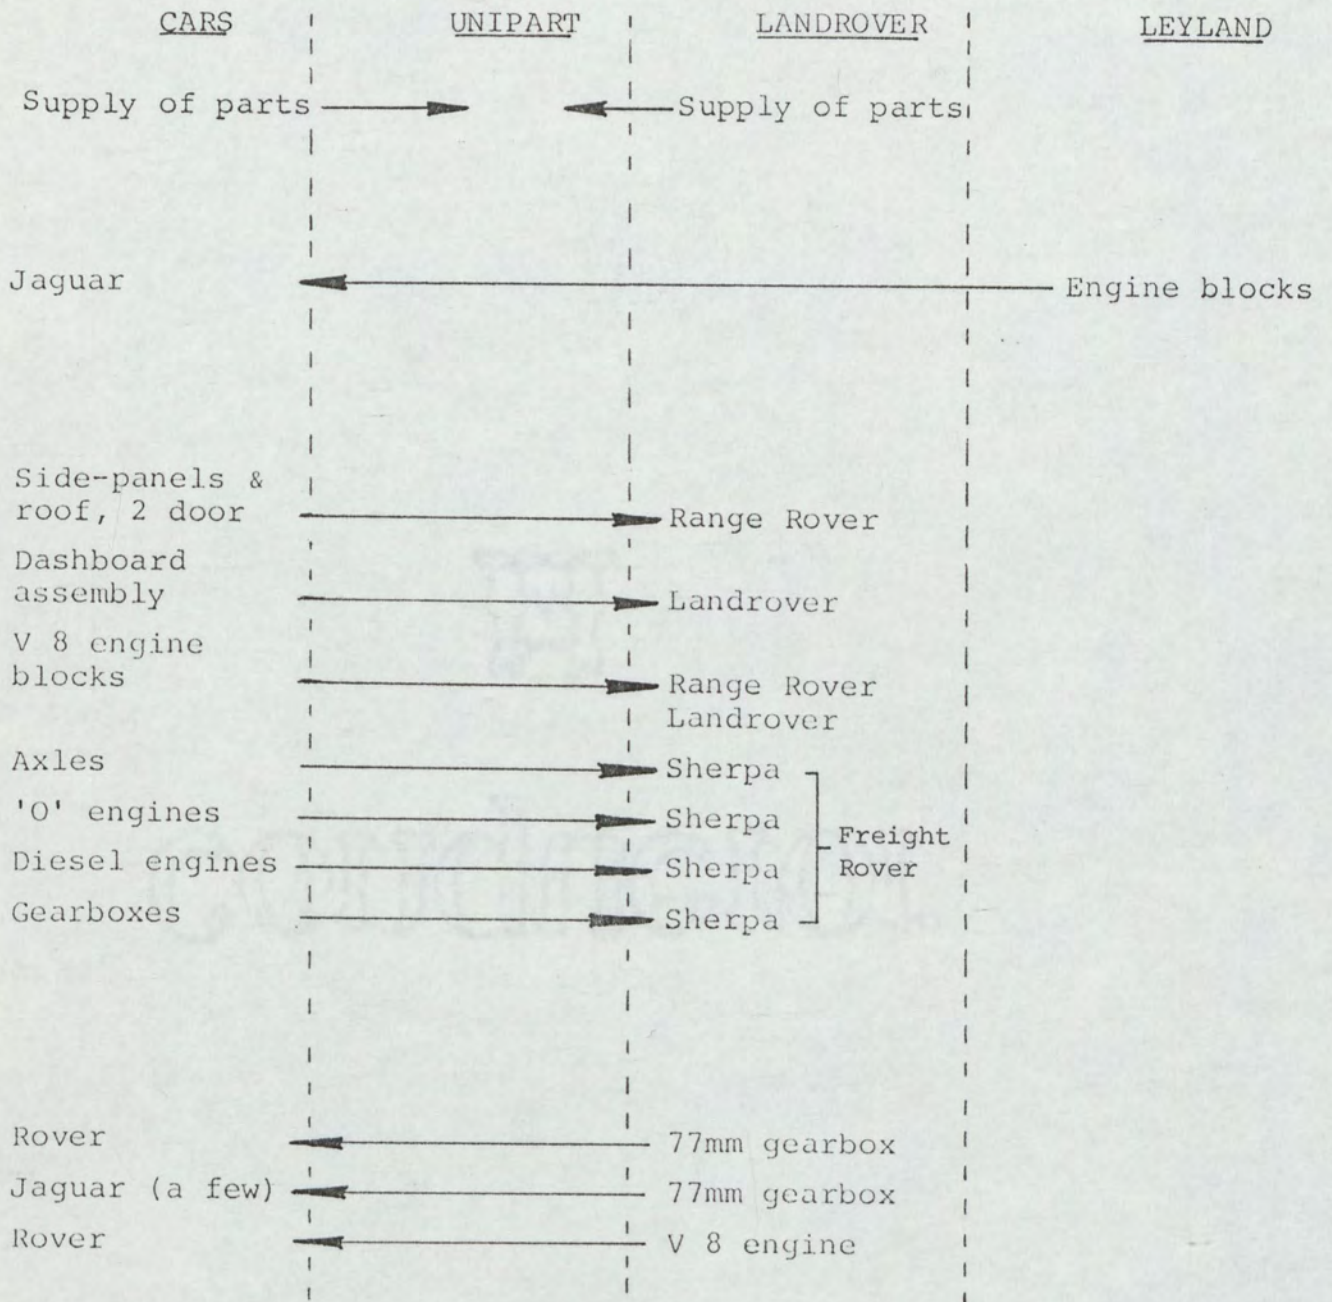 CARS UNIPART LANDROVER LEYLAND
Supply of parts Supply of parts
Jaguar Engine blocks
Side-panels &
roof, 2 door Range Rover
Dashboard
assembly Landrover
V 8 engine
blocks Range Rover
Landrover
Axles Sherpa
'O' engines Sherpa
Freight
Rover
Diesel engines Sherpa
Gearboxes Sherpa
Rover 77mm gearbox
Jaguar (a few) 77mm gearbox
Rover V 8 engine